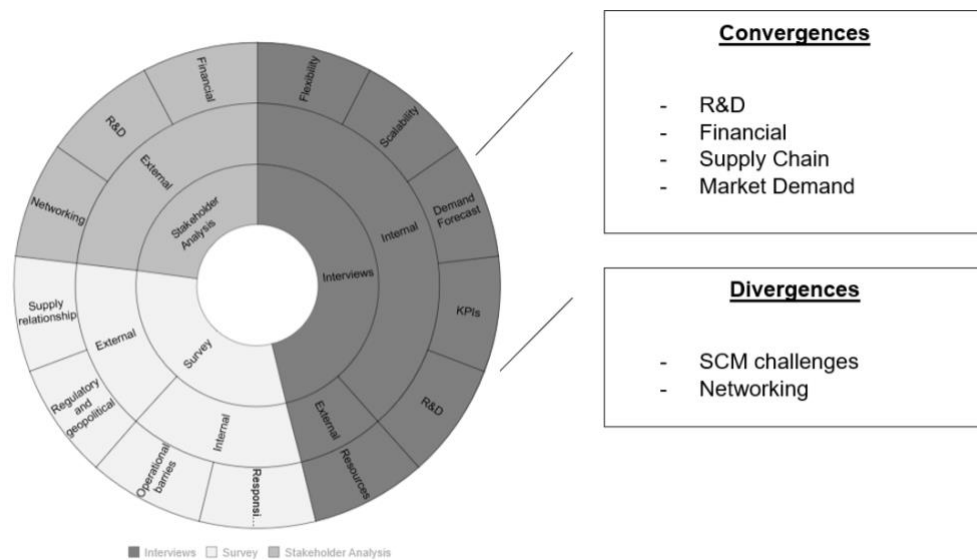 Convergences
- R&D
- Financial
- Supply Chain
- Market Demand
Divergences
- SCM challenges
- Networking
Flexibility
Scalability
Demand
Forecast
KPIs
R&D
Resources
Responsi...
Operational
barries
Regulatory
and
geopolitical
Supply
relationship
Networking
R&D
Financial
Internal
External
Internal
External
External
Interviews
Survey
Stakeholder
Analysis
Interviews Survey Stakeholder Analysis